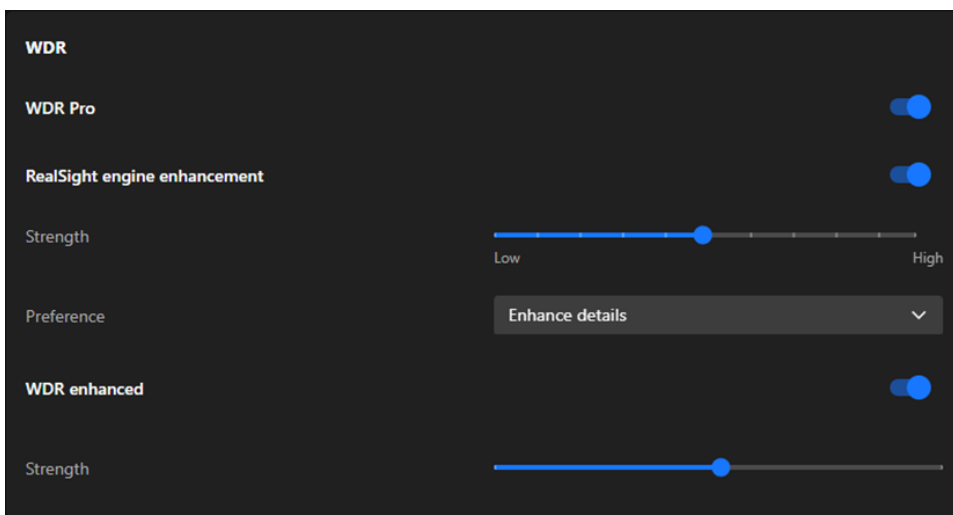 WDR
WDR Pro
RealSight engine enhancement
Strength
Low High
Preference Enhance details
WDR enhanced
Strength